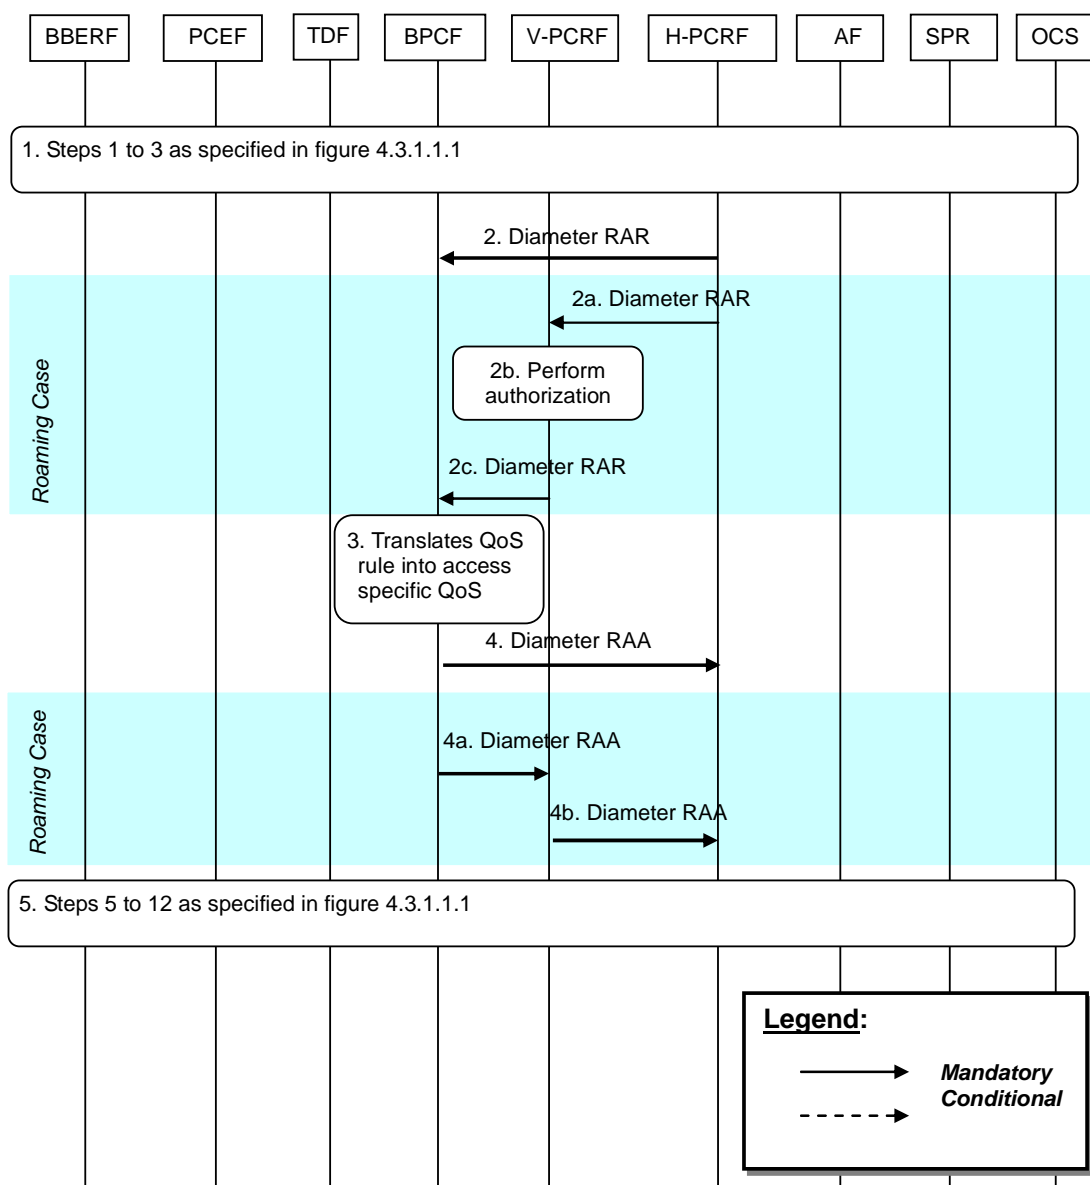 BBERF PCEF TDF BPCF V-PCRF H-PCRF AF SPR OCS
1. Steps 1 to 3 as specified in figure 4.3.1.1.1
2. Diameter RAR
Roaming Case
2a. Diameter RAR
2b. Perform
authorization
2c. Diameter RAR
3. Translates QoS
rule into access
specific QoS
4. Diameter RAA
Roaming Case
4a. Diameter RAA
4b. Diameter RAA
5. Steps 5 to 12 as specified in figure 4.3.1.1.1
Legend:
Mandatory
Conditional